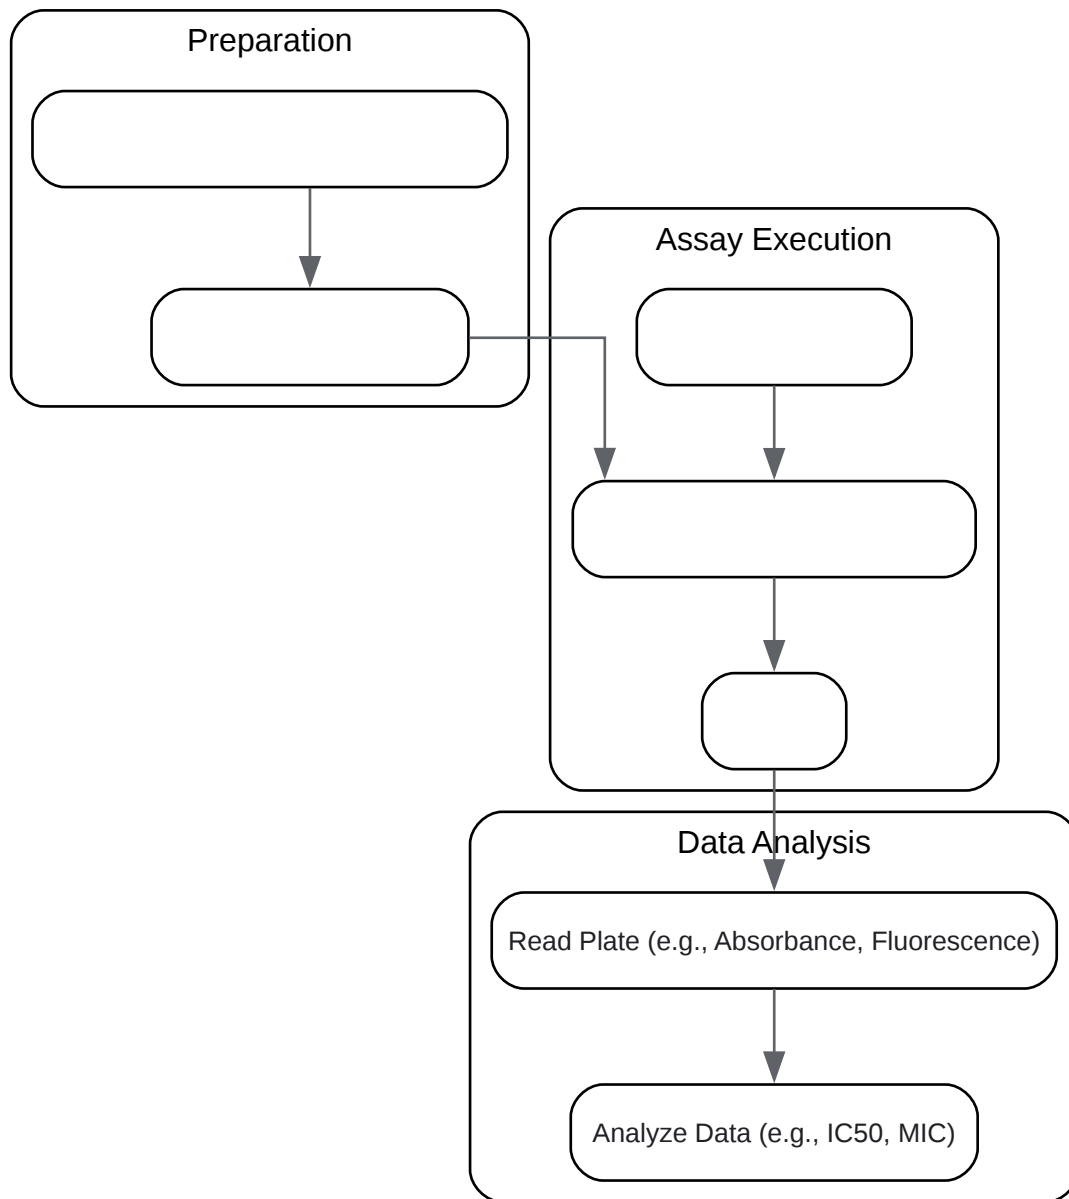 Preparation
Assay Execution
Data Analysis
Read Plate (e.g., Absorbance, Fluorescence)
Analyze Data (e.g., IC50, MIC)